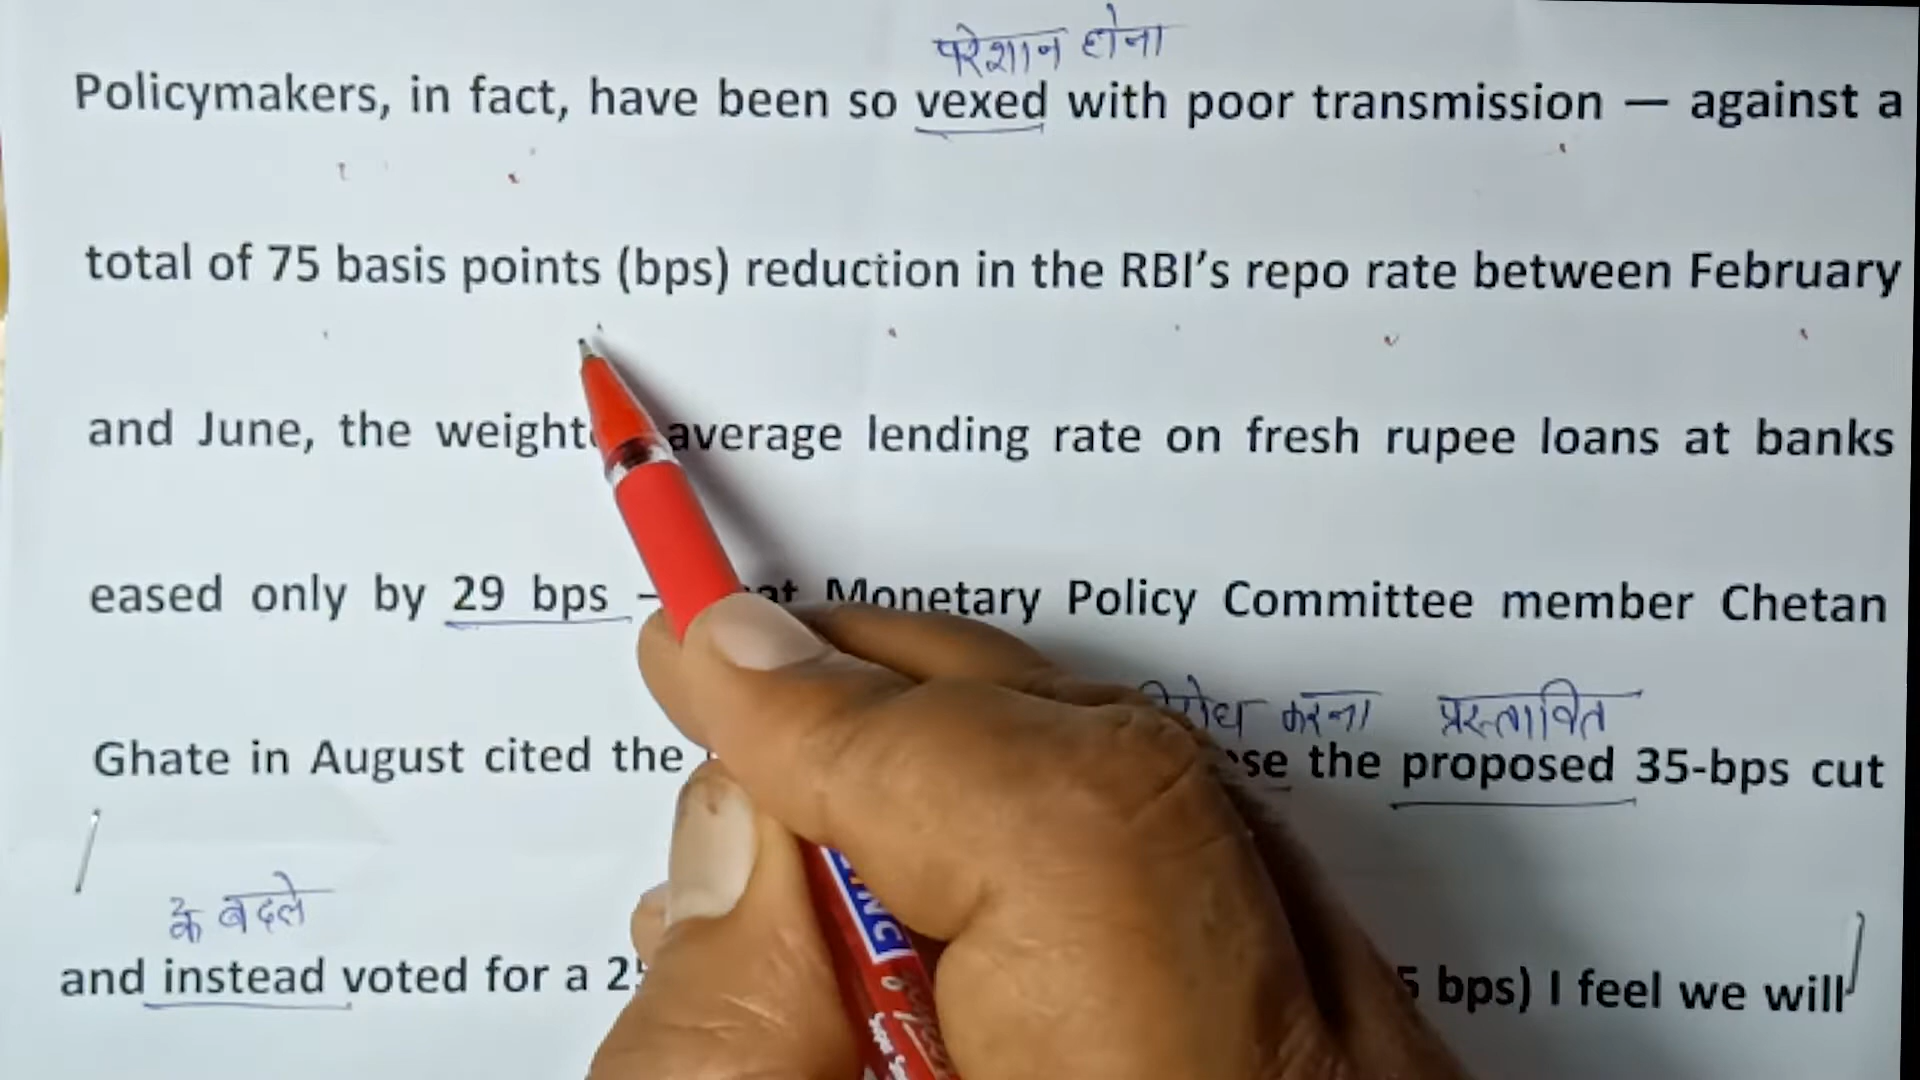 परेशान होना
Policymakers, in fact, have been so vexed with poor transmission — against a
total of 75 basis points (bps) reduction in the RBI’s repo rate between February
and June, the average lending rate on fresh rupee loans at banks
eased only by 29 bps – Monetary Policy Committee member Chetan
करना प्रस्तावित
Ghate in August cited the the proposed 35-bps cut
के बदले
and instead voted for a bps) I feel we will